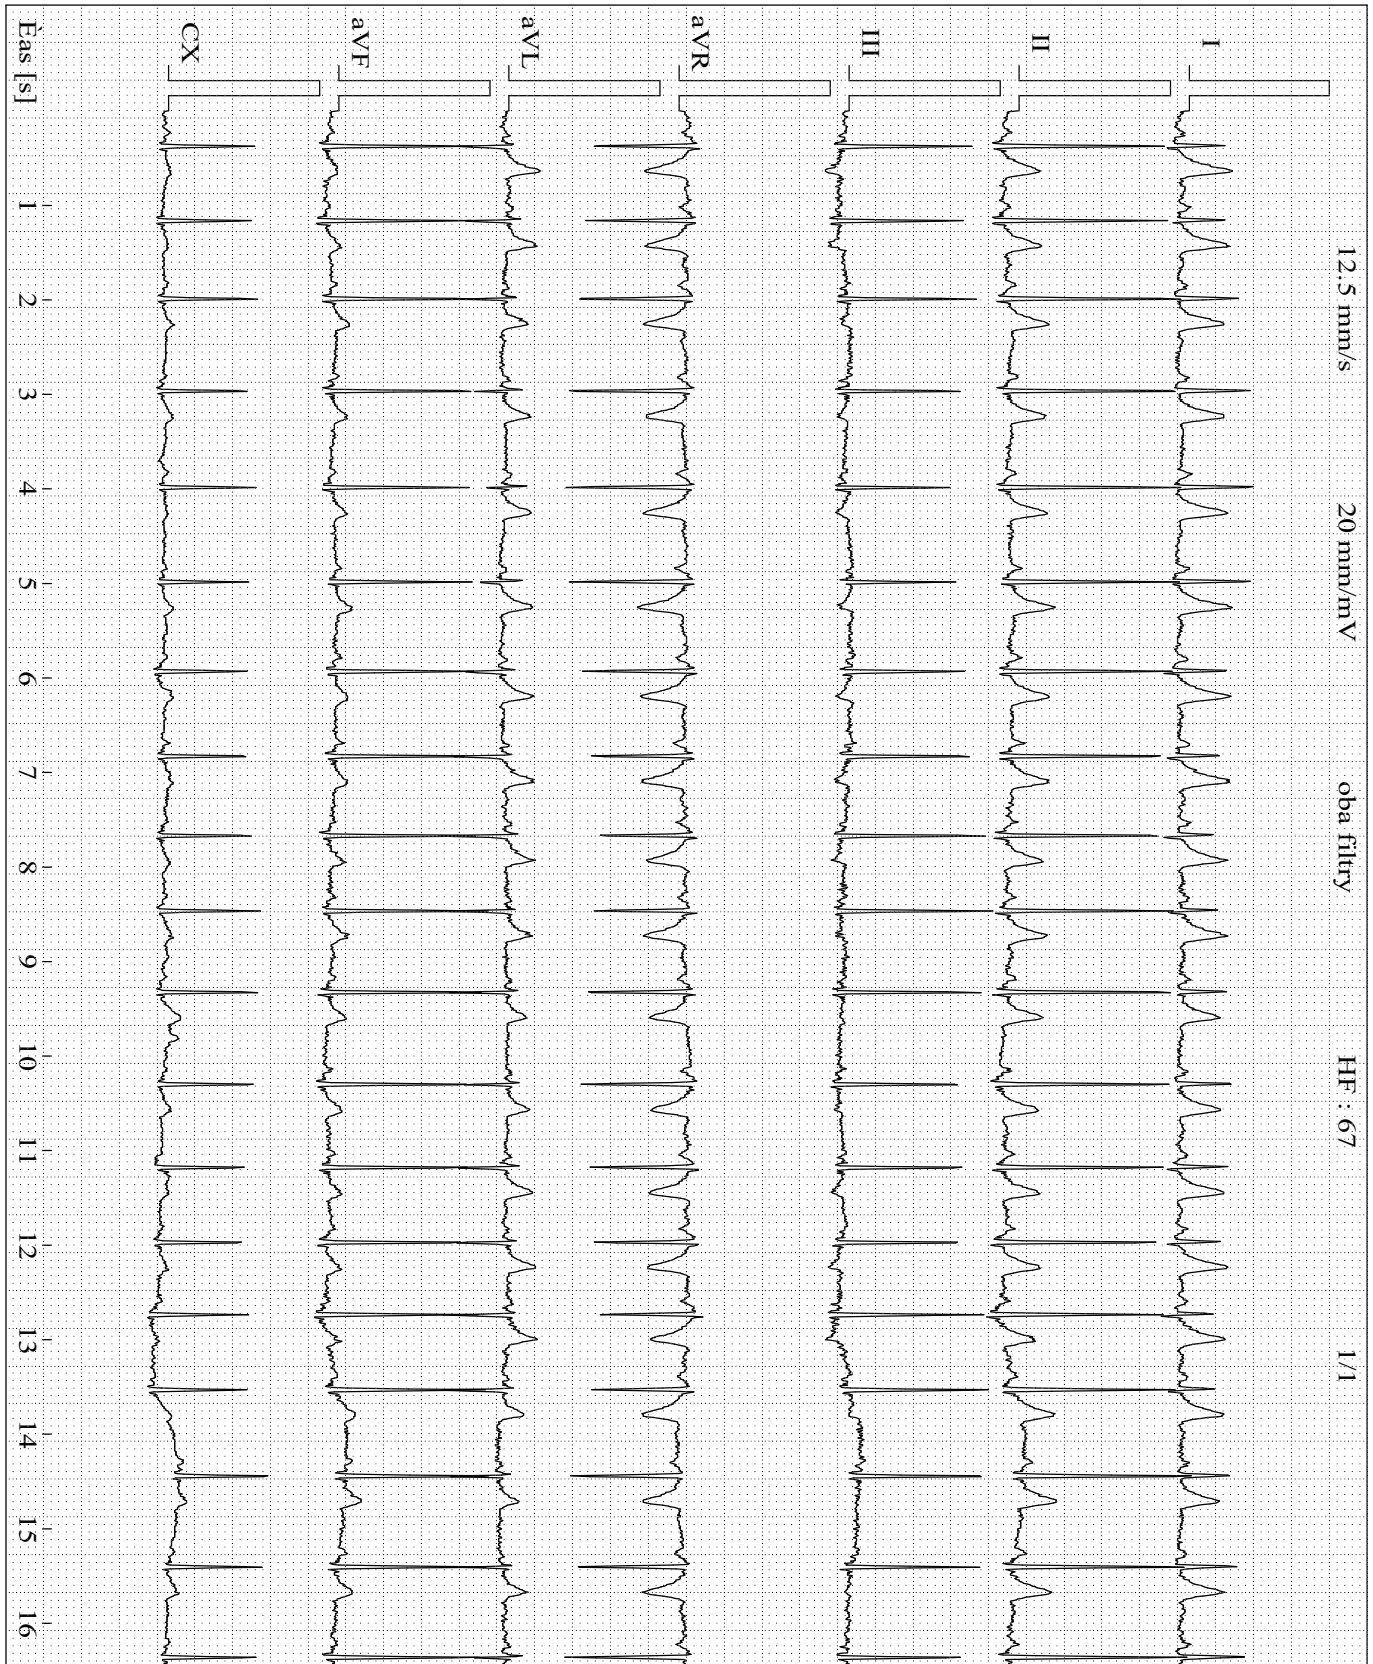 12.5 mm/s 20 mm/mV oba filtry HF : 67 1/1
I
II
III
aVR
aVL
aVF
CX
Èas [s] 1 2 3 4 5 6 7 8 9 10 11 12 13 14 15 16